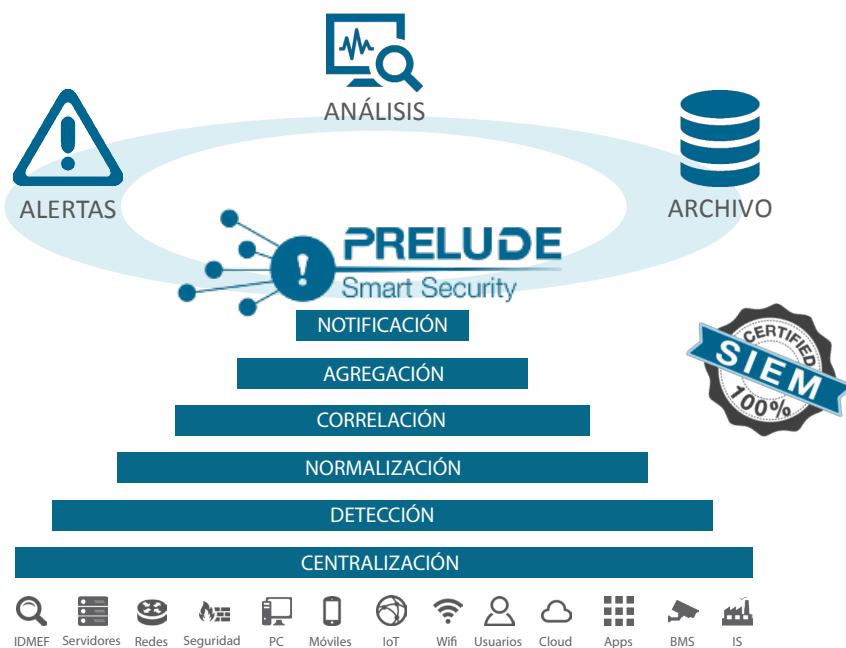 ANÁLISIS
ALERTAS
ARCHIVO
PRELUDE
Smart Security
NOTIFICACIÓN
CERTIFIED
SIEM
100%
AGREGACIÓN
CORRELACIÓN
NORMALIZACIÓN
DETECCIÓN
CENTRALIZACIÓN
IDMEF Servidores Redes Seguridad PC Móviles IoT Wifi Usuarios Cloud Apps BMS IS